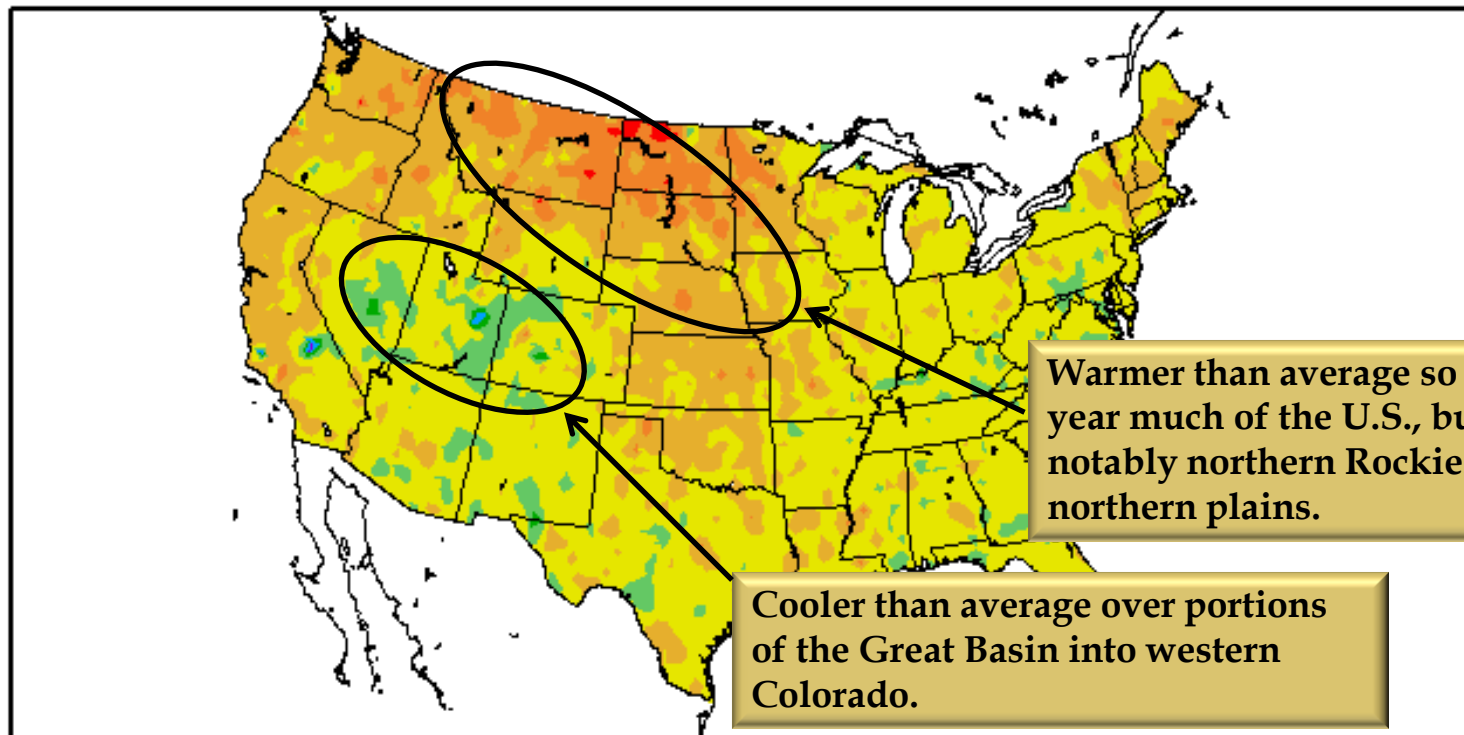 Warmer than average so
year much of the U.S., bu
notably northern Rockie
northern plains.
Cooler than average over portions
of the Great Basin into western
Colorado.